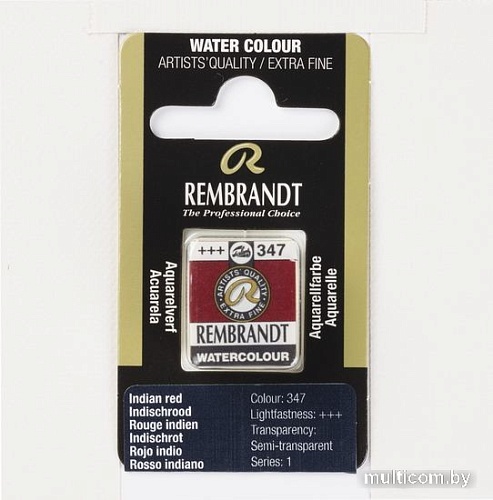 WATER COLOUR
ARTISTS' QUALITY / EXTRA FINE
R
REMBRANDT
The Professional Choice
+++ 347
ARTISTS' QUALITY
R
EXTRA FINE
REMBRANDT
WATERCOLOUR
Aquarelverf
Acuarela
Aquarellfarbe
Aquarelle
Indian red
Indischrood
Rouge indien
Indischrot
Rojo indio
Rosso indiano
Colour: 347
Lightfastness: +++
Transparency:
Semi-transparent
Series: 1
multicom.by